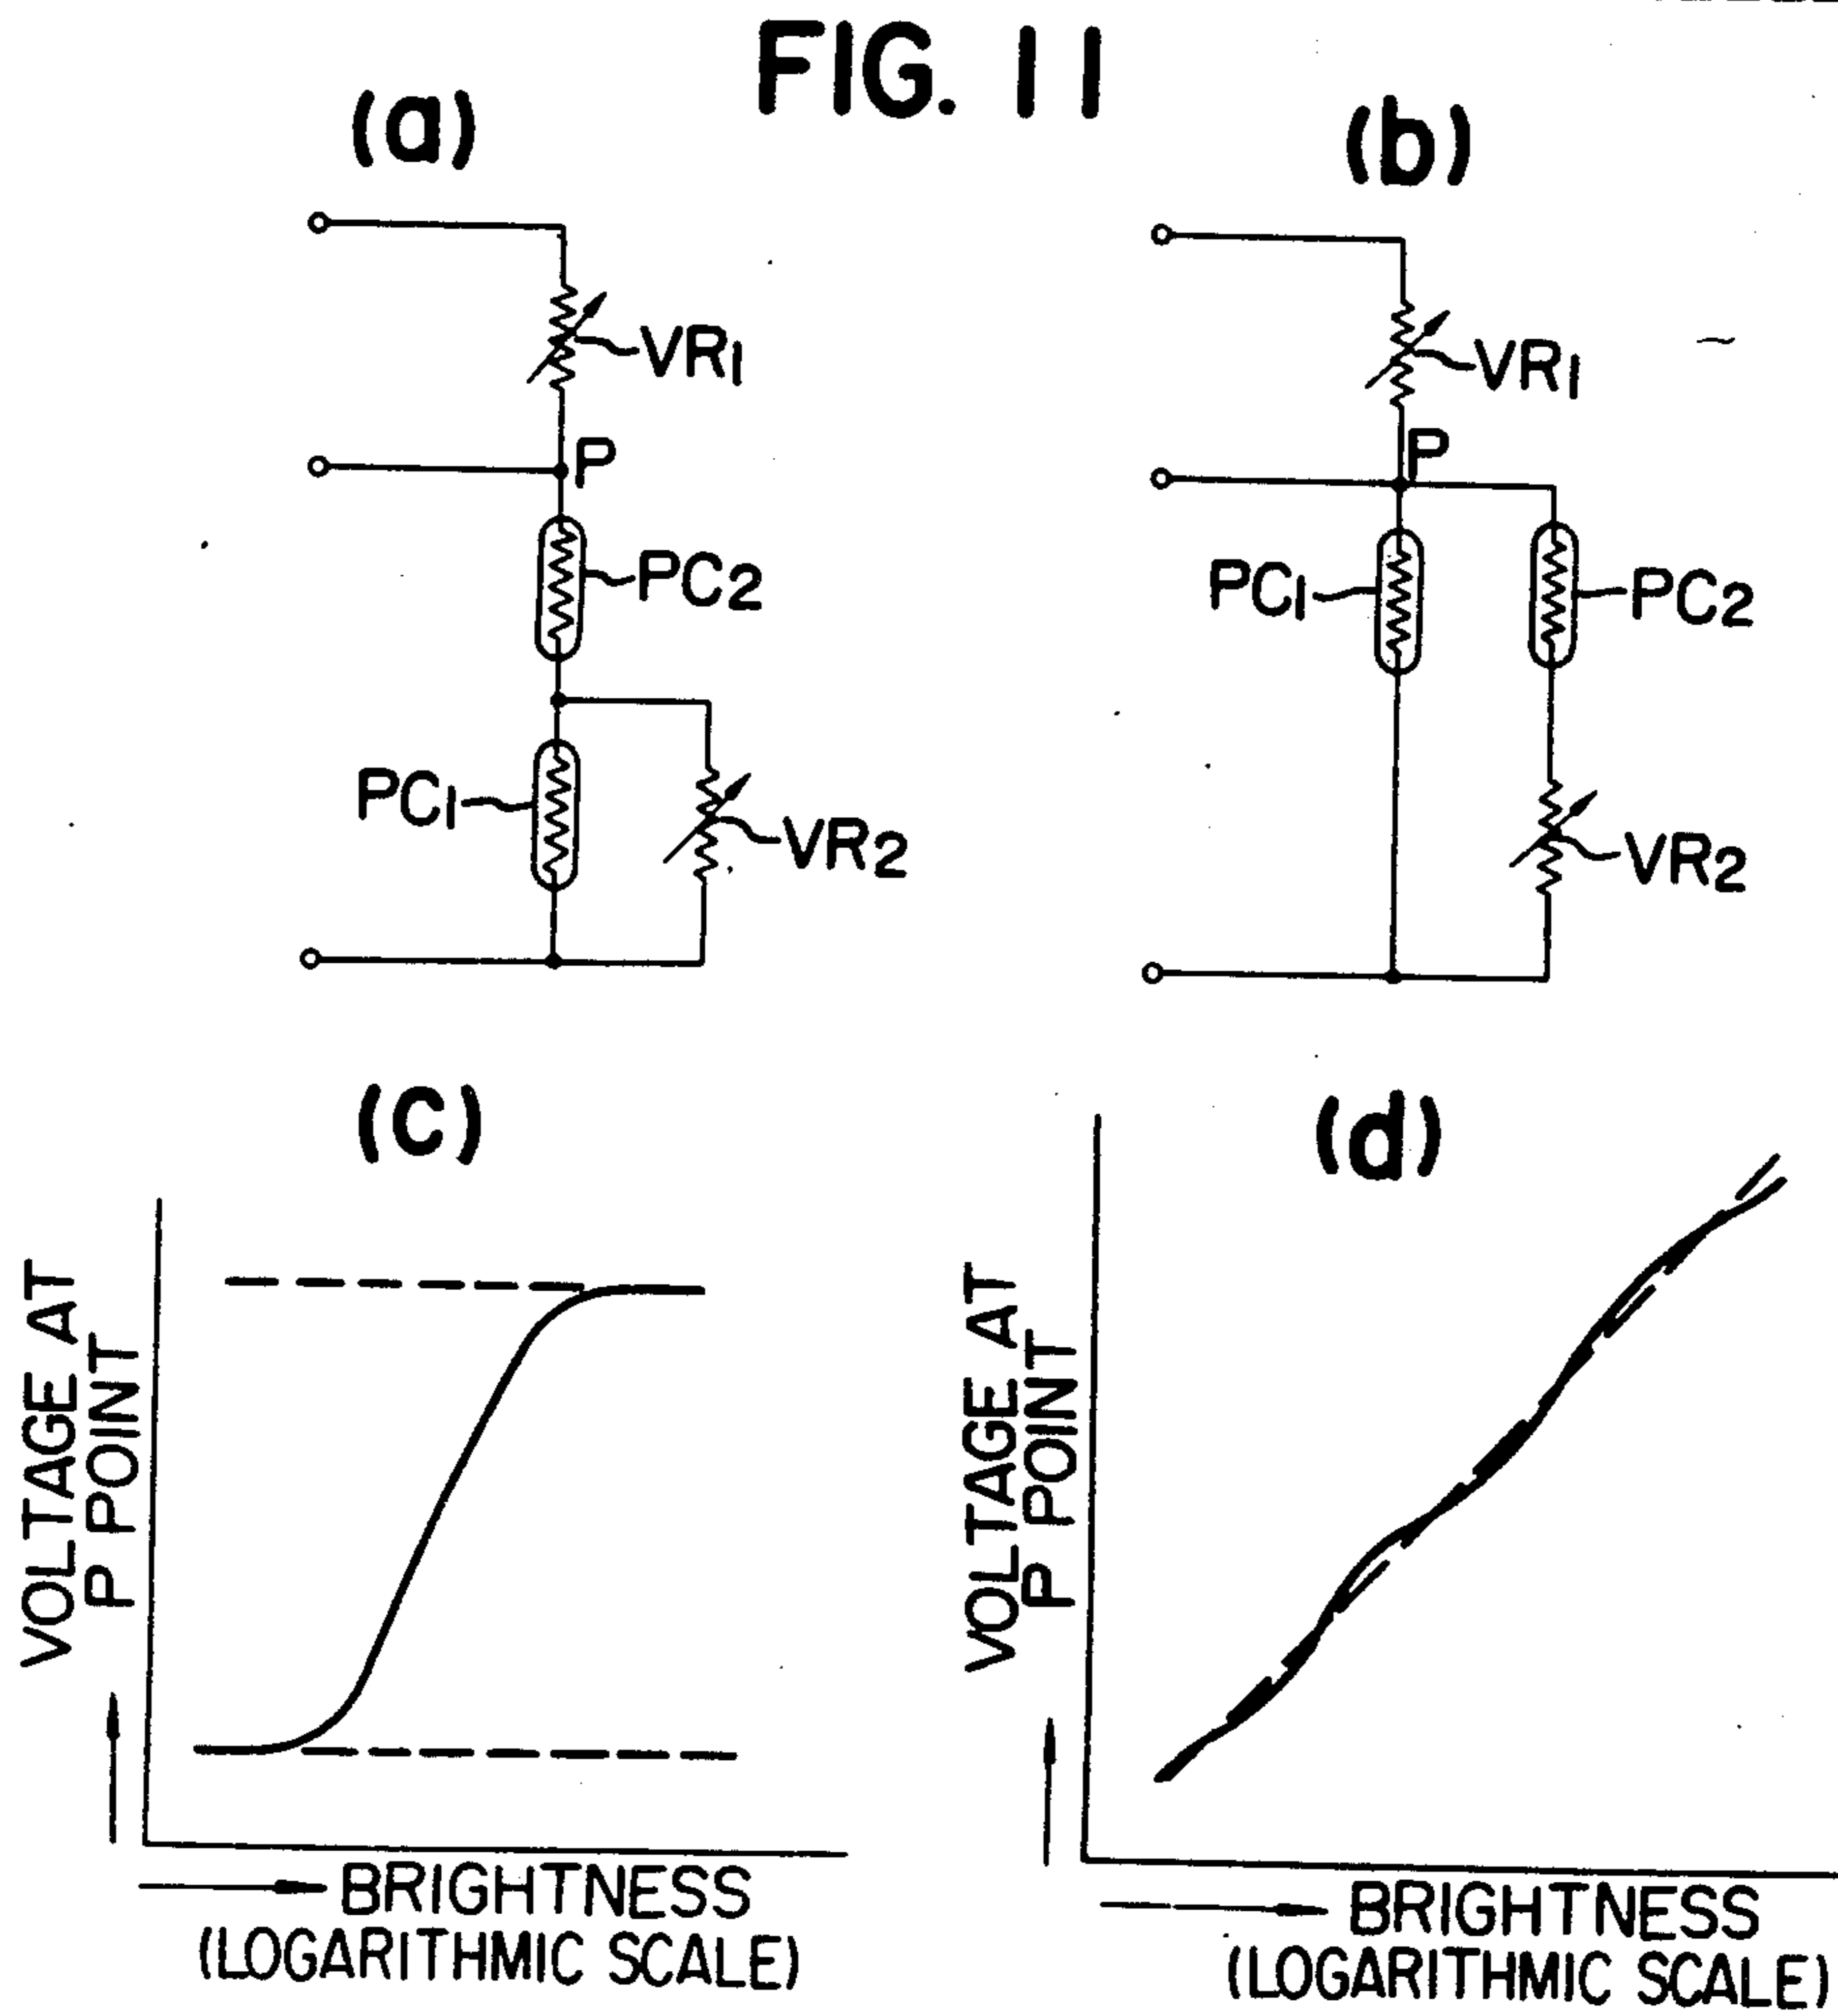 FIG. 11
(a)
VR1
P
PC2
PC1
VR2
(b)
VR1
P
PC1
PC2
VR2
(c)
VOLTAGE AT
P POINT
BRIGHTNESS
(LOGARITHMIC SCALE)
(d)
VOLTAGE AT
P POINT
BRIGHTNESS
(LOGARITHMIC SCALE)